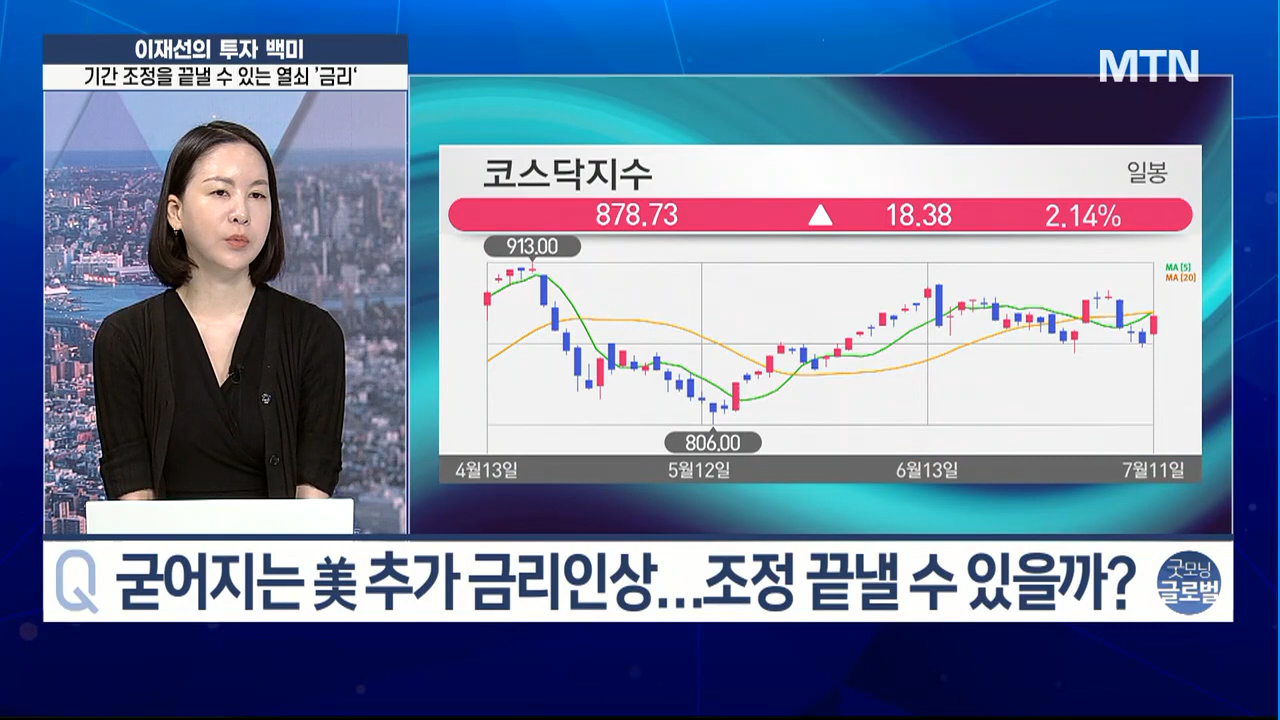 이재선의 투자 백미
기간 조정을 끝낼 수 있는 열쇠 '금리'
MTN
코스닥지수
일봉
878.73 ▲ 18.38 2.14%
913.00
MA [5]
MA [20]
806.00
4월13일 5월12일 6월13일 7월11일
Q 굳어지는 美 추가 금리인상...조정 끝낼 수 있을까?
굿모닝
글로벌